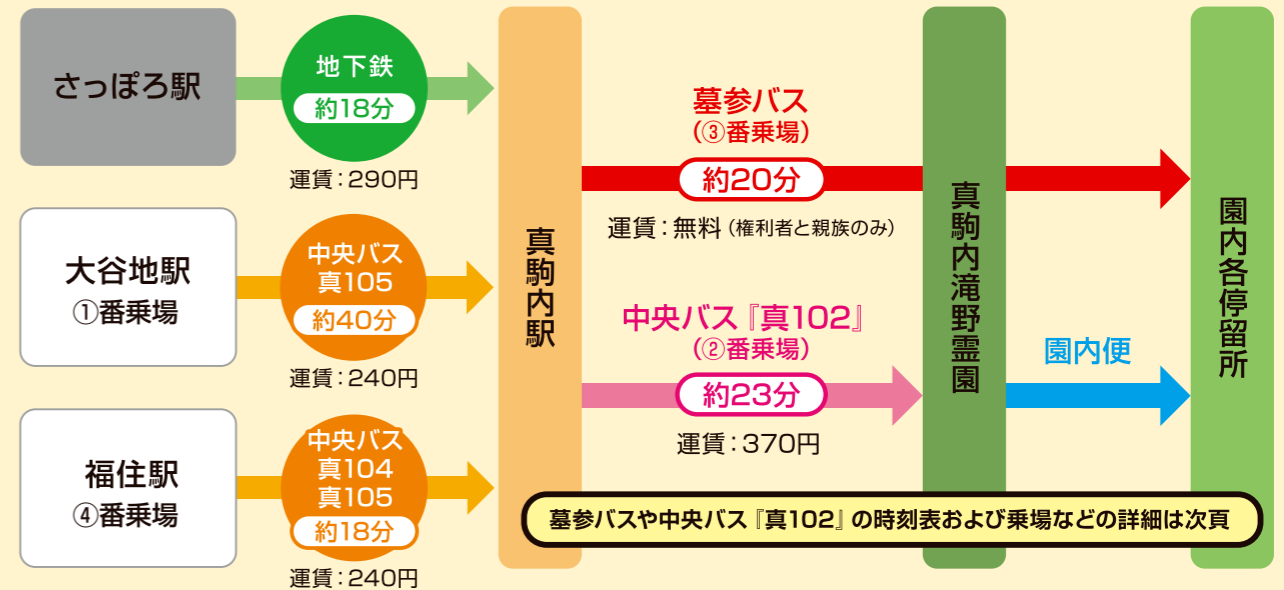 さっぽろ駅
地下鉄
約18分
運賃：290円
大谷地駅
①番乗場
中央バス
真105
約40分
運賃：240円
福住駅
④番乗場
中央バス
真104
真105
約18分
運賃：240円
真駒内駅
墓参バス
（③番乗場）
約20分
運賃：無料（権利者と親族のみ）
中央バス『真102』
（②番乗場）
約23分
運賃：370円
真駒内滝野霊園
園内便
園内各停留所
墓参バスや中央バス『真102』の時刻表および乗場などの詳細は次頁